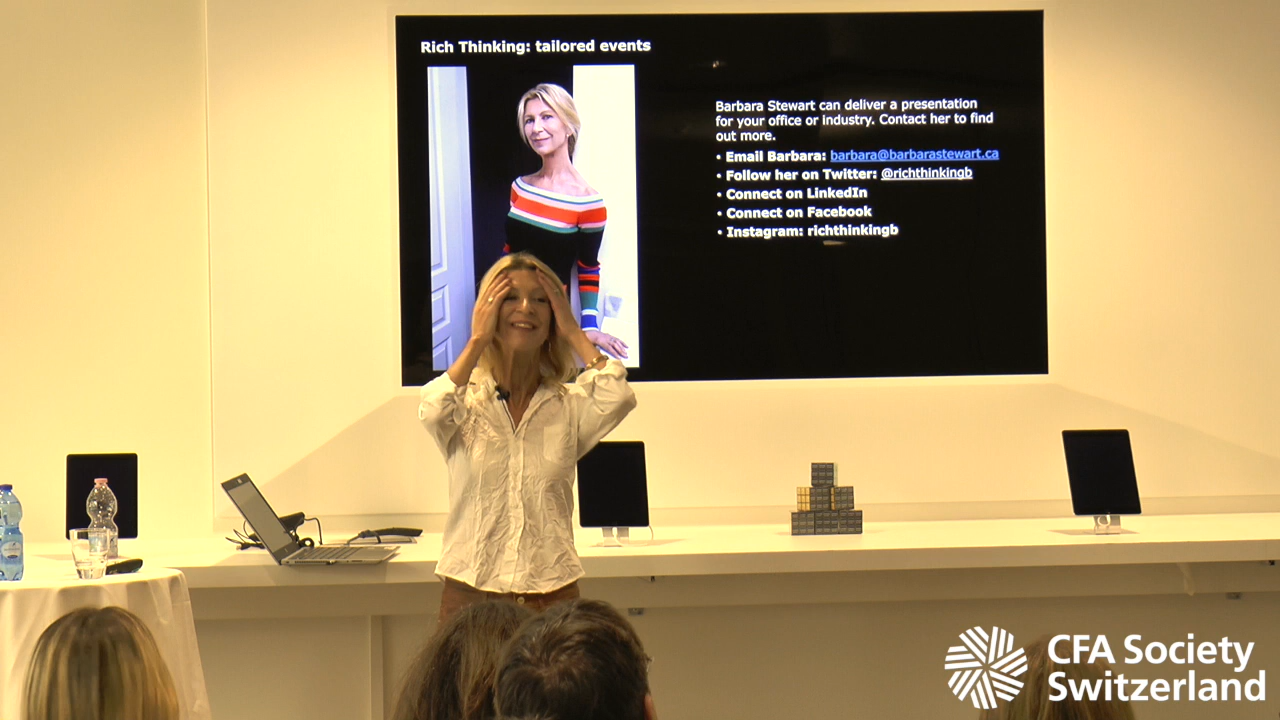 Rich Thinking: tailored events
Barbara Stewart can deliver a presentation
for your office or industry. Contact her to find
out more.
• Email Barbara: barbara@barbarastewart.ca
• Follow her on Twitter: @richthinkingb
• Connect on LinkedIn
• Connect on Facebook
• Instagram: richthinkingb
CFA Society
Switzerland